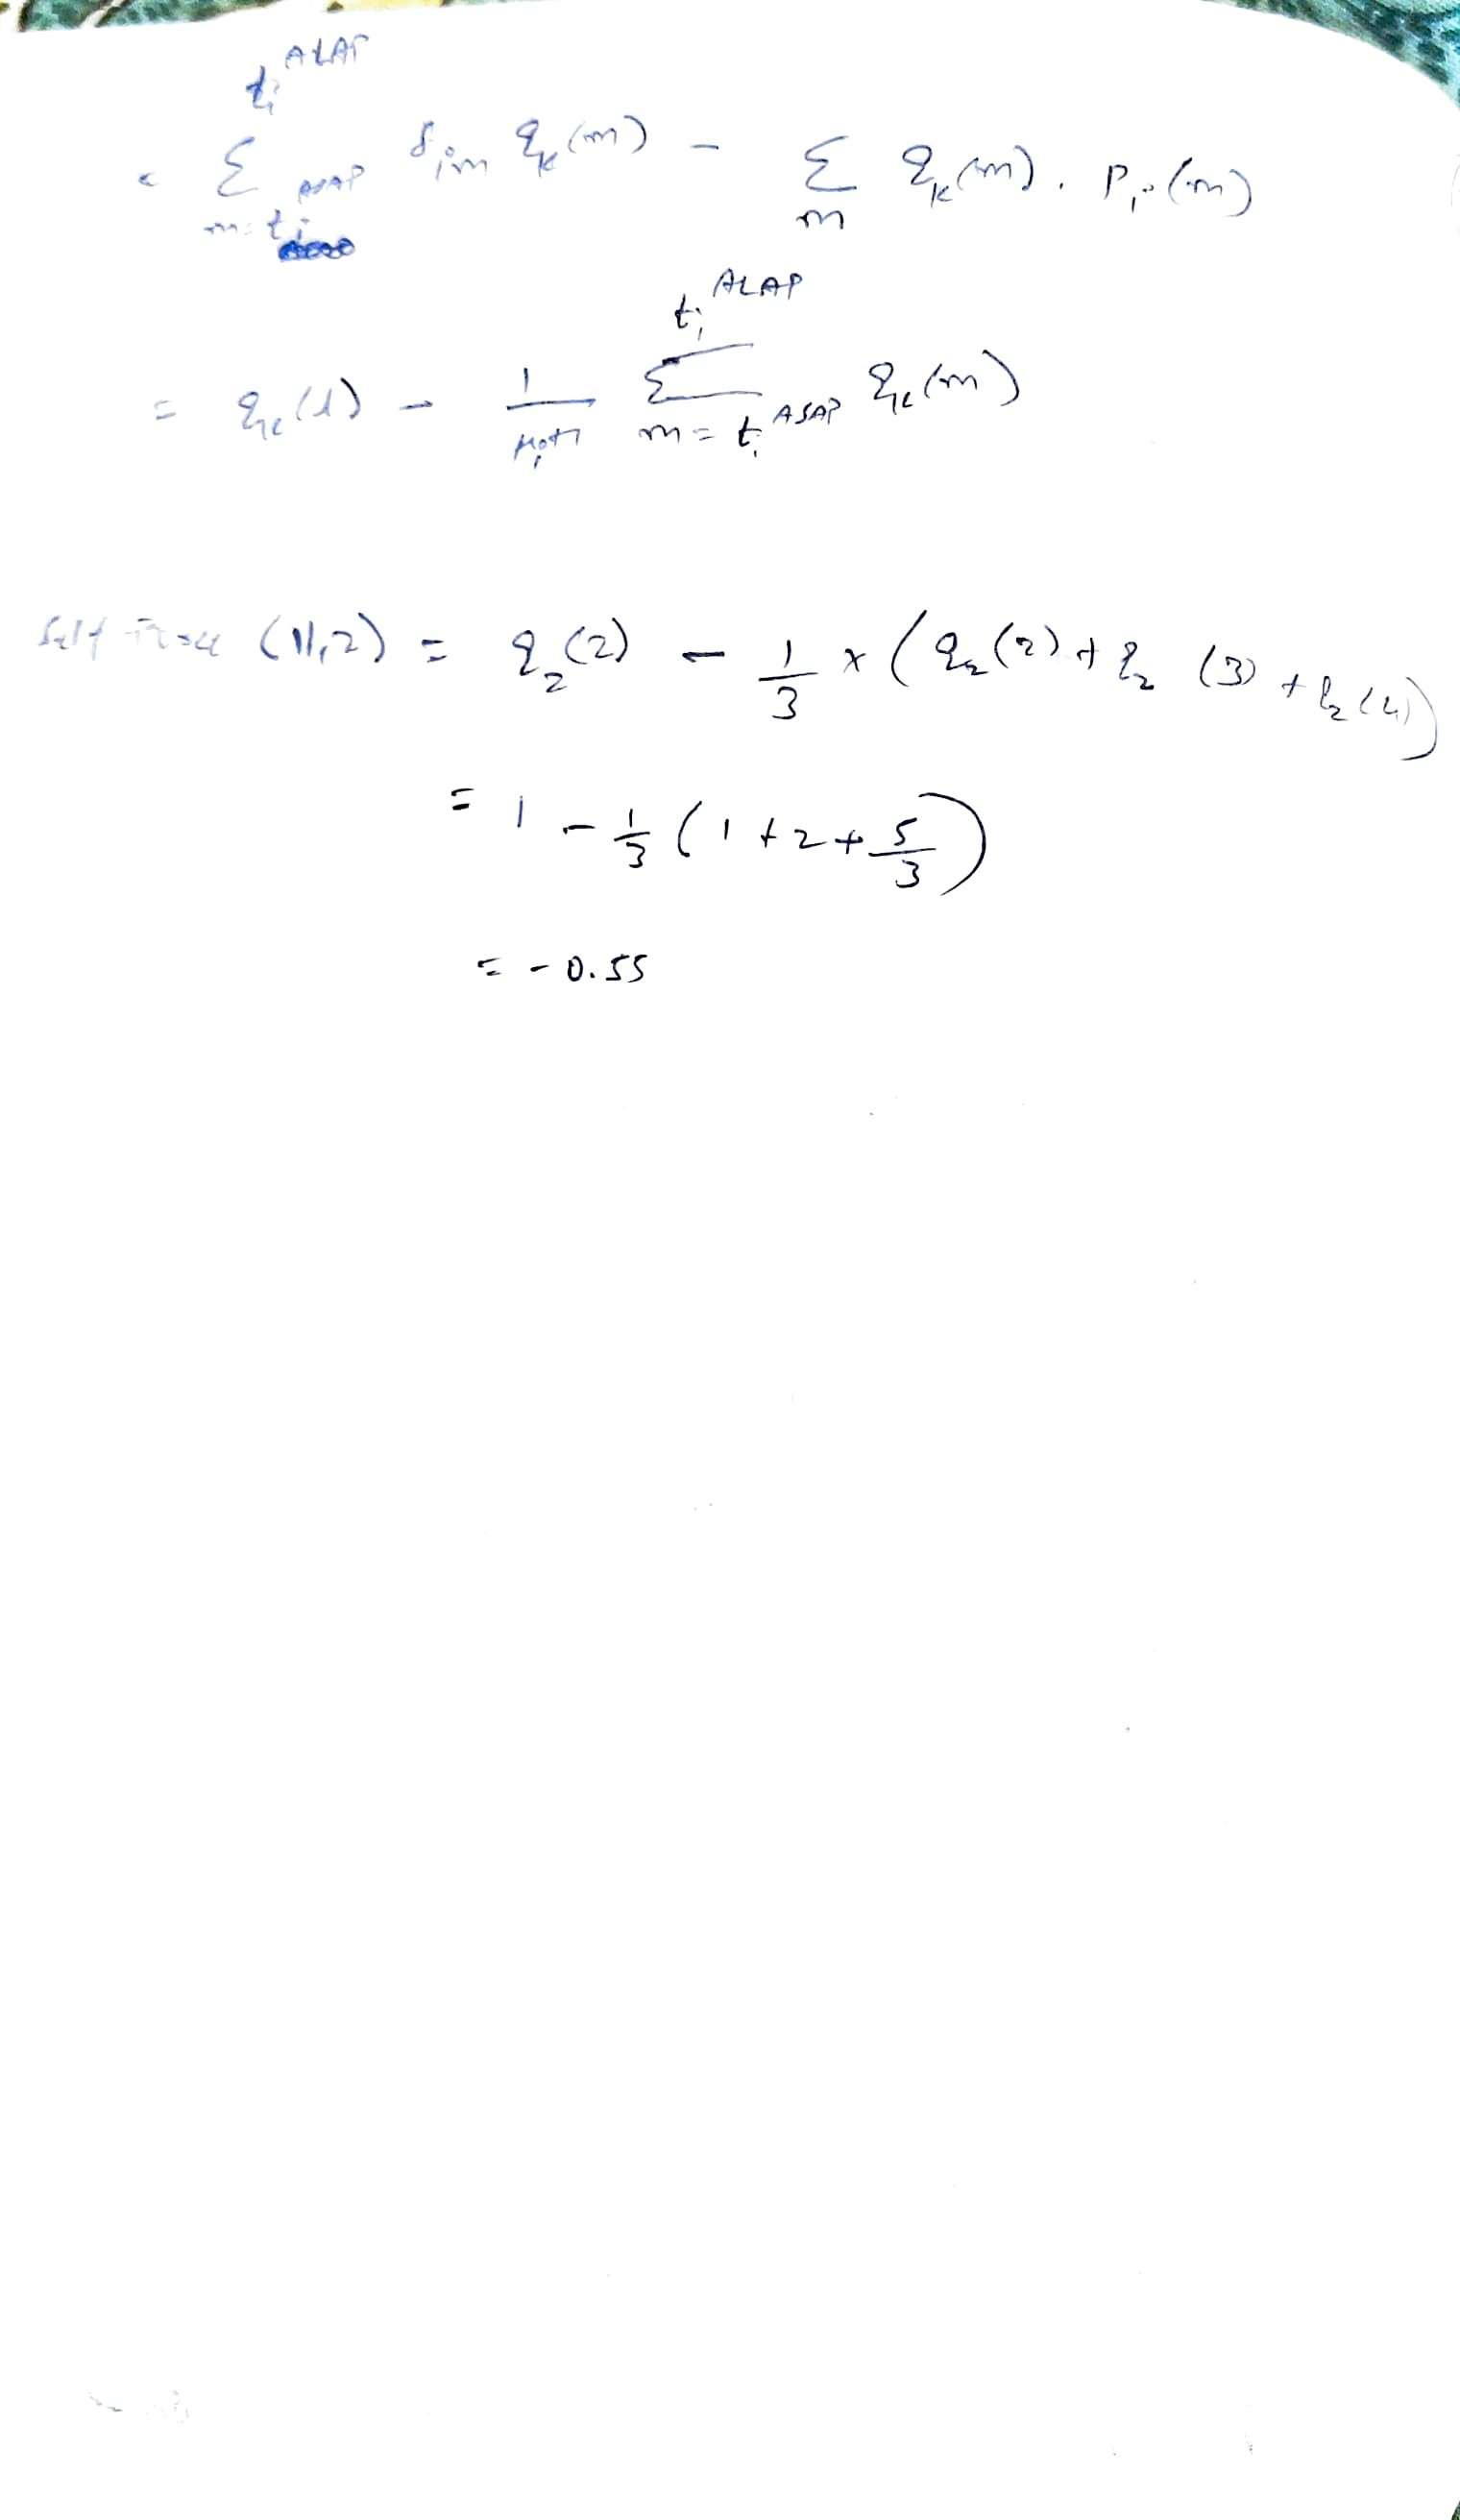 t_i^ALAP
= Σ_{m=t_i^ASAP} δ_im q_k(m) - Σ_m q_k(m). P_i(m)
= q_k(l) - 1/(μ_i+1) Σ_{m=t_i^ASAP}^{t_i^ALAP} q_k(m)
Self force (11,2) = q_2(2) - 1/3 x (q_2(2) + q_2(3) + q_2(4))
= 1 - 1/3 (1+2+5/3)
= -0.55